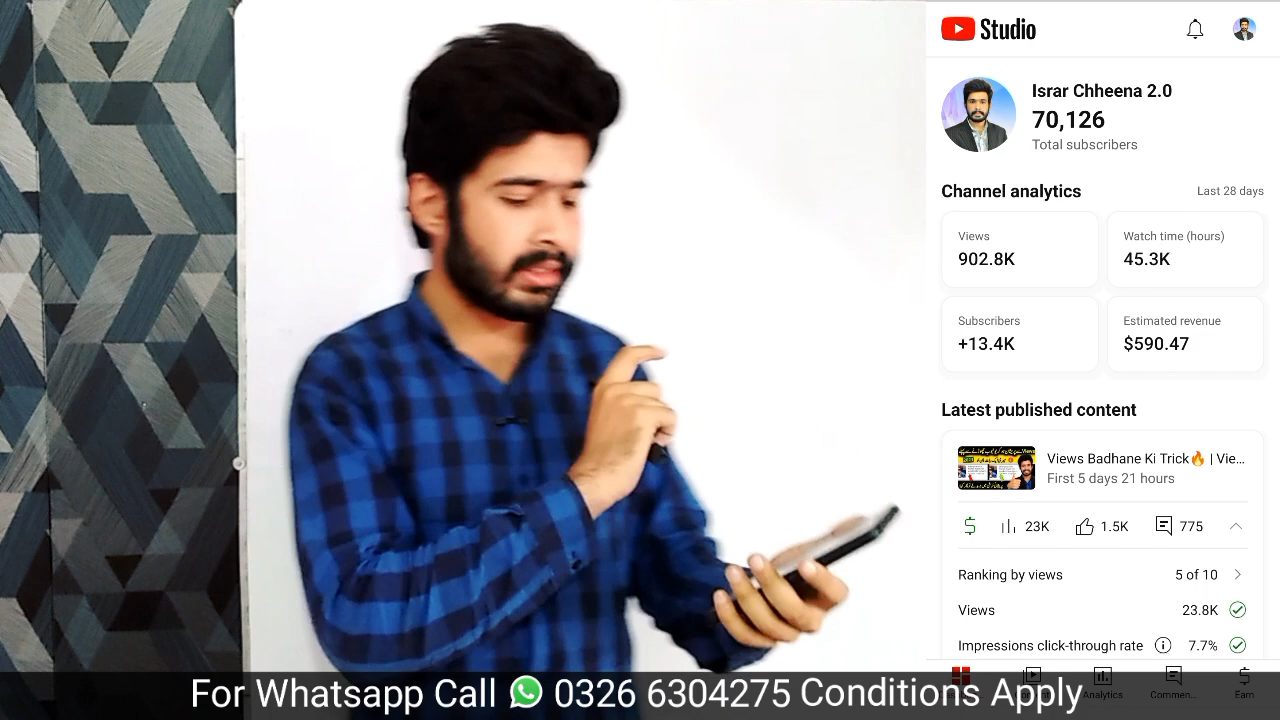 Studio
Israr Chheena 2.0
70,126
Total subscribers
Channel analytics
Last 28 days
Views
902.8K
Watch time (hours)
45.3K
Subscribers
+13.4K
Estimated revenue
$590.47
Latest published content
Views Badhane Ki Trick🔥 | Vie...
First 5 days 21 hours
23K
1.5K
775
Ranking by views
5 of 10
Views
23.8K
Impressions click-through rate
7.7%
Analytics
Commen...
Earn
For Whatsapp Call 0326 6304275 Conditions Apply